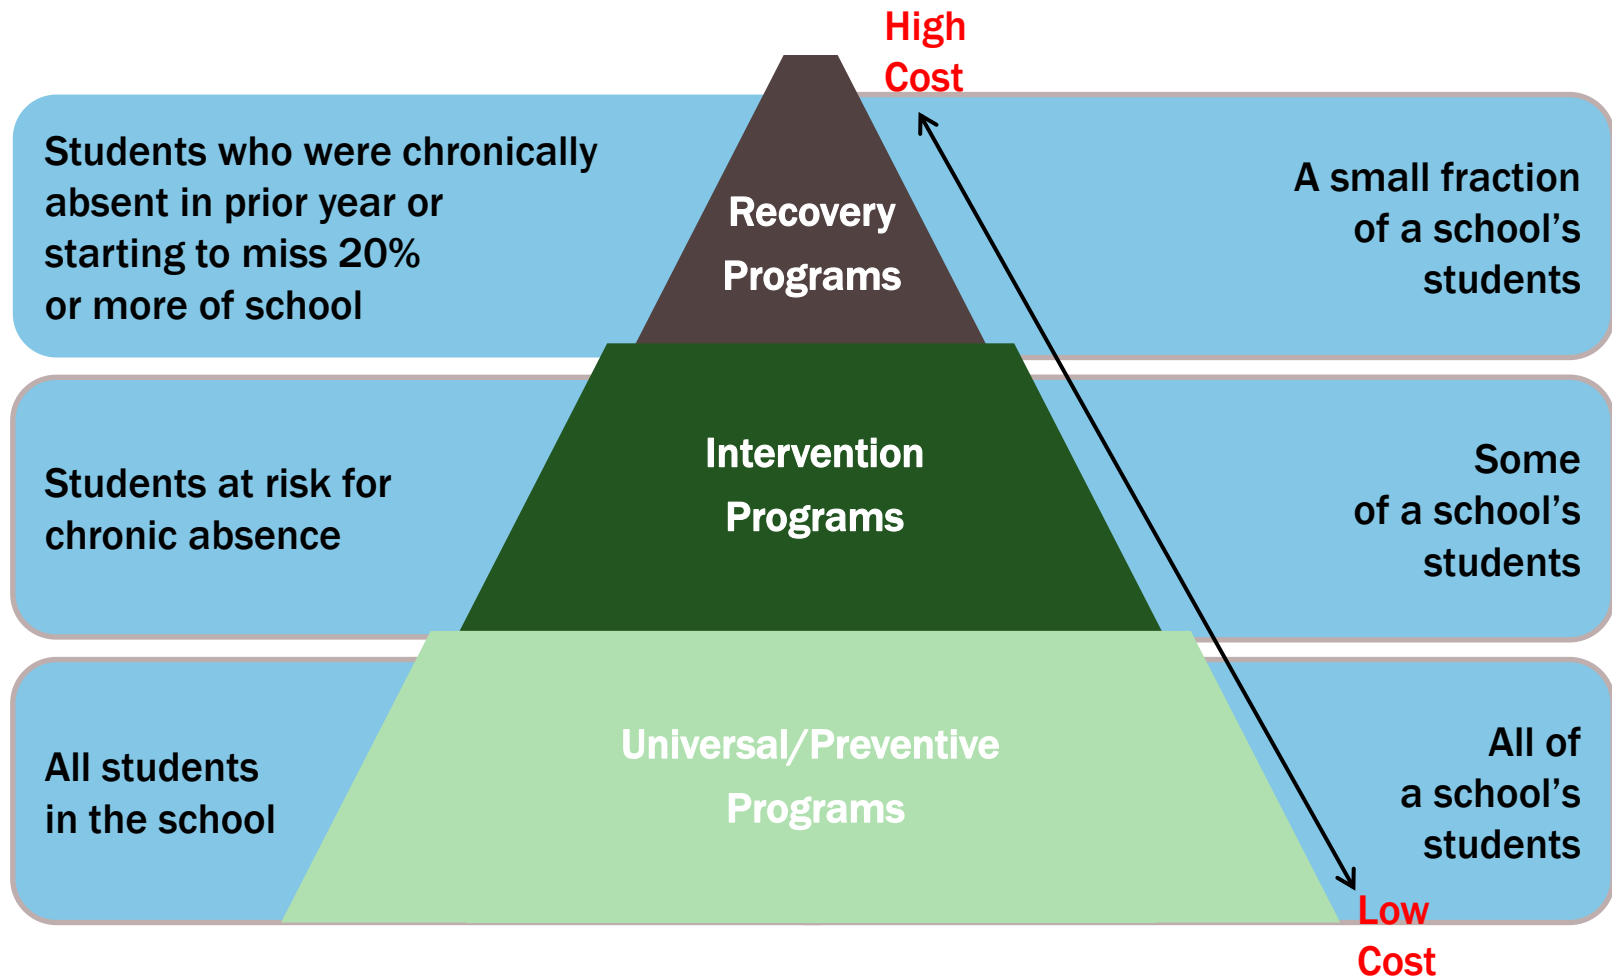 High
Cost
Students who were chronically
absent in prior year or
starting to miss 20%
or more of school
Recovery
Programs
A small fraction
of a school's
students
Students at risk for
chronic absence
Intervention
Programs
Some
of a school's
students
All students
in the school
Universal/Preventive
Programs
All of
a school's
students
Low
Cost